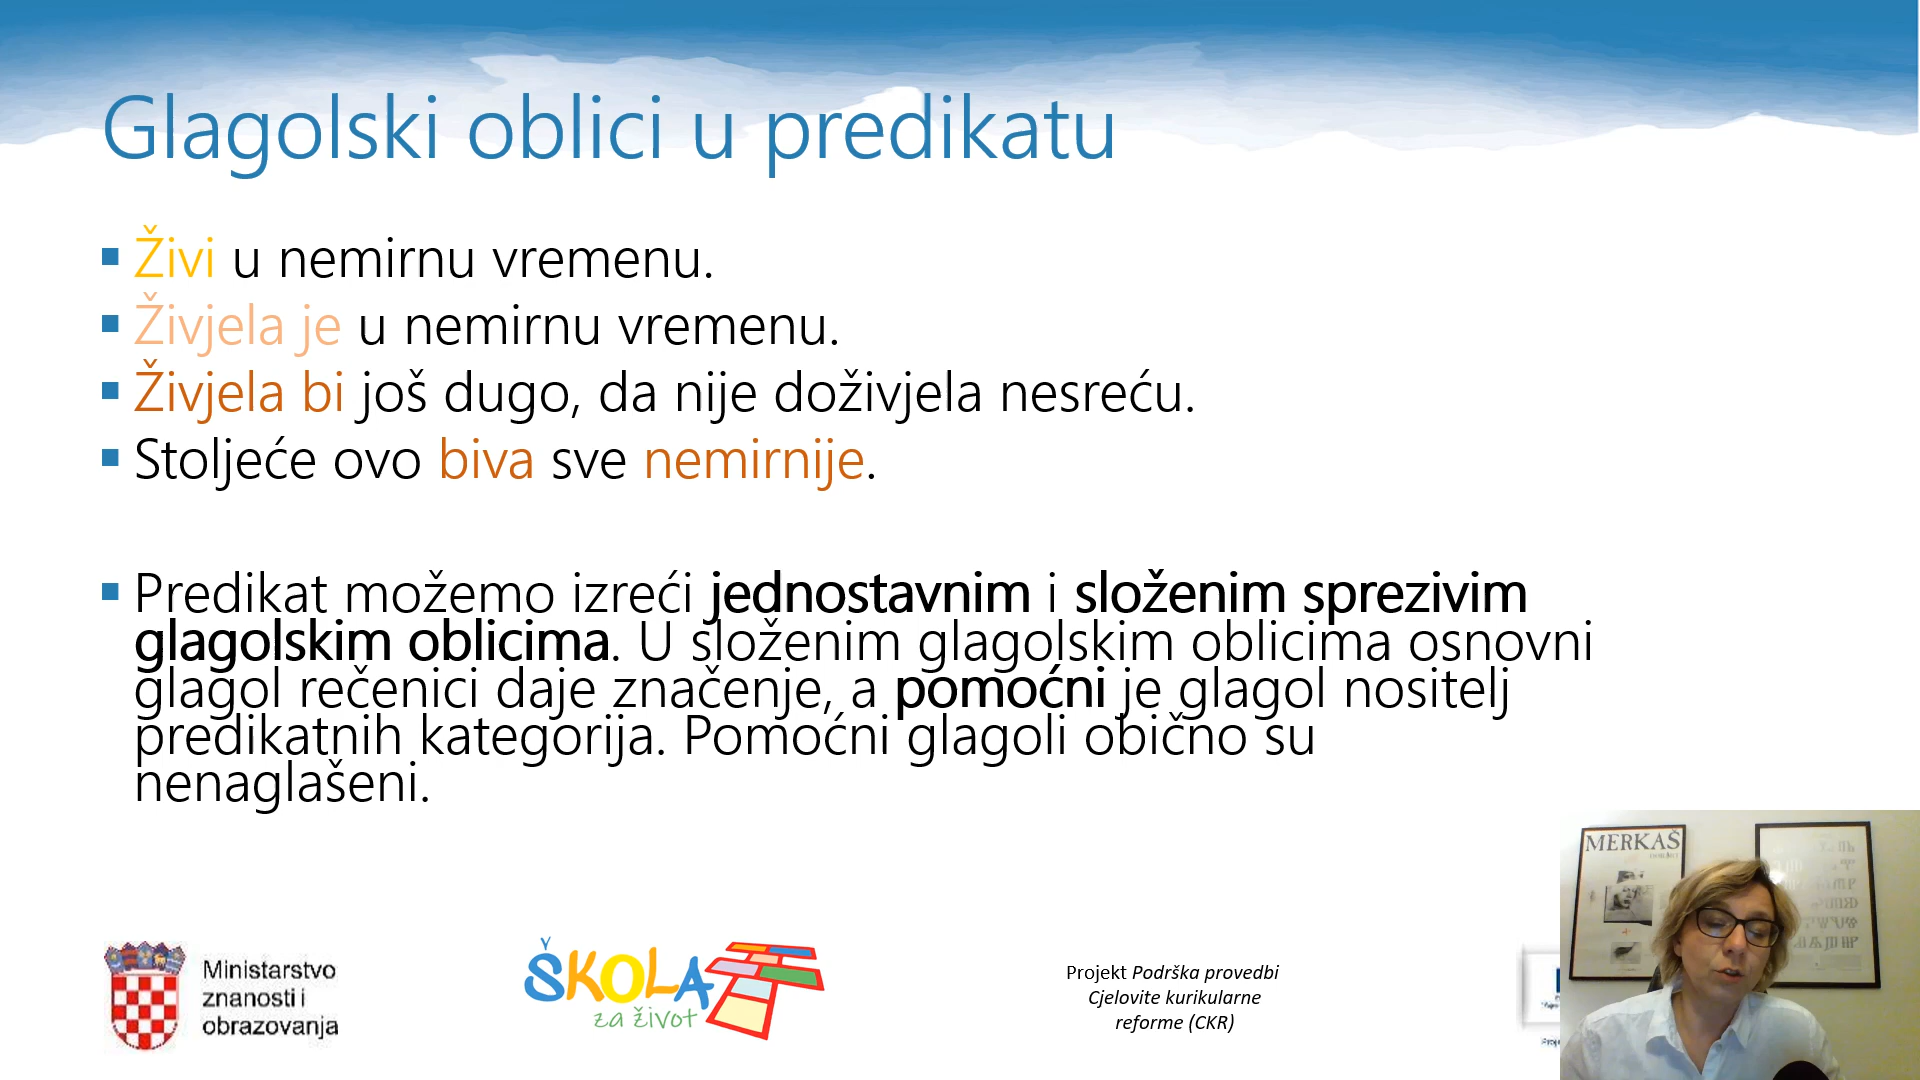 Glagolski oblici u predikatu
Živi u nemirnu vremenu.
Živjela je u nemirnu vremenu.
Živjela bi još dugo, da nije doživjela nesreću.
Stoljeće ovo biva sve nemirnije.
Predikat možemo izreći jednostavnim i složenim sprezivim
glagolskim oblicima. U složenim glagolskim oblicima osnovni
glagol rečenici daje značenje, a pomoćni je glagol nositelj
predikatnih kategorija. Pomoćni glagoli obično su
nenaglašeni.
Ministarstvo
znanosti i
obrazovanja
ŠKOLA
za život
Projekt Podrška provedbi
Cjelovite kurikularne
reforme (CKR)
MERKAŠ